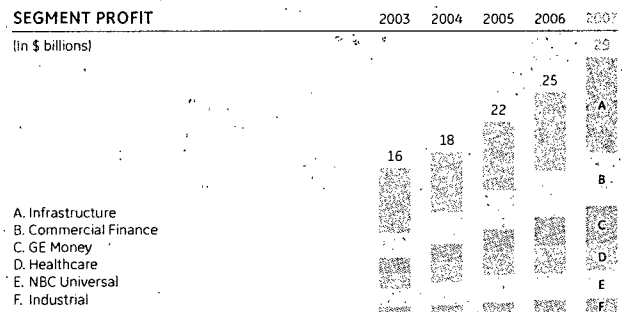 SEGMENT PROFIT 2003 2004 2005 2006 2007
(In $ billions) 29
25
22
18
16
A
B
A. Infrastructure
B. Commercial Finance
C. GE Money C
D. Healthcare D
E. NBC Universal E
F. Industrial F